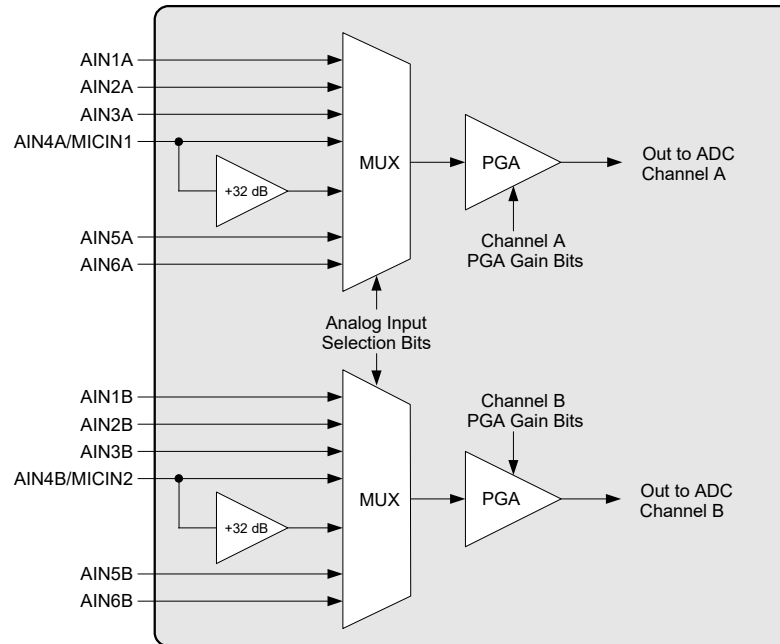 AIN1A
AIN2A
AIN3A
AIN4A/MICIN1
+32 dB
AIN5A
AIN6A
MUX
PGA
Out to ADC
Channel A
Channel A
PGA Gain Bits
Analog Input
Selection Bits
AIN1B
AIN2B
AIN3B
AIN4B/MICIN2
+32 dB
AIN5B
AIN6B
MUX
Channel B
PGA Gain Bits
PGA
Out to ADC
Channel B